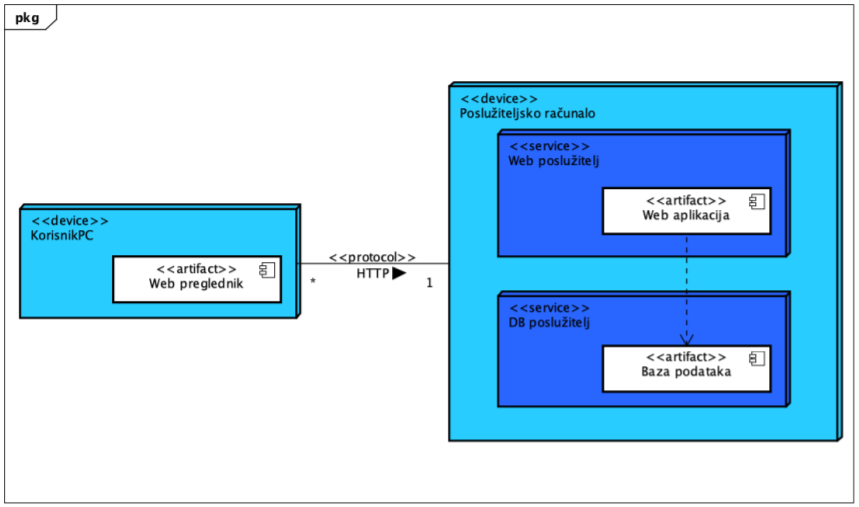 pkg
<<device>>
KorisnikPC
<<artifact>>
Web preglednik
<<protocol>>
HTTP
*
1
<<device>>
Poslužiteljsko računalo
<<service>>
Web poslužitelj
<<artifact>>
Web aplikacija
<<service>>
DB poslužitelj
<<artifact>>
Baza podataka